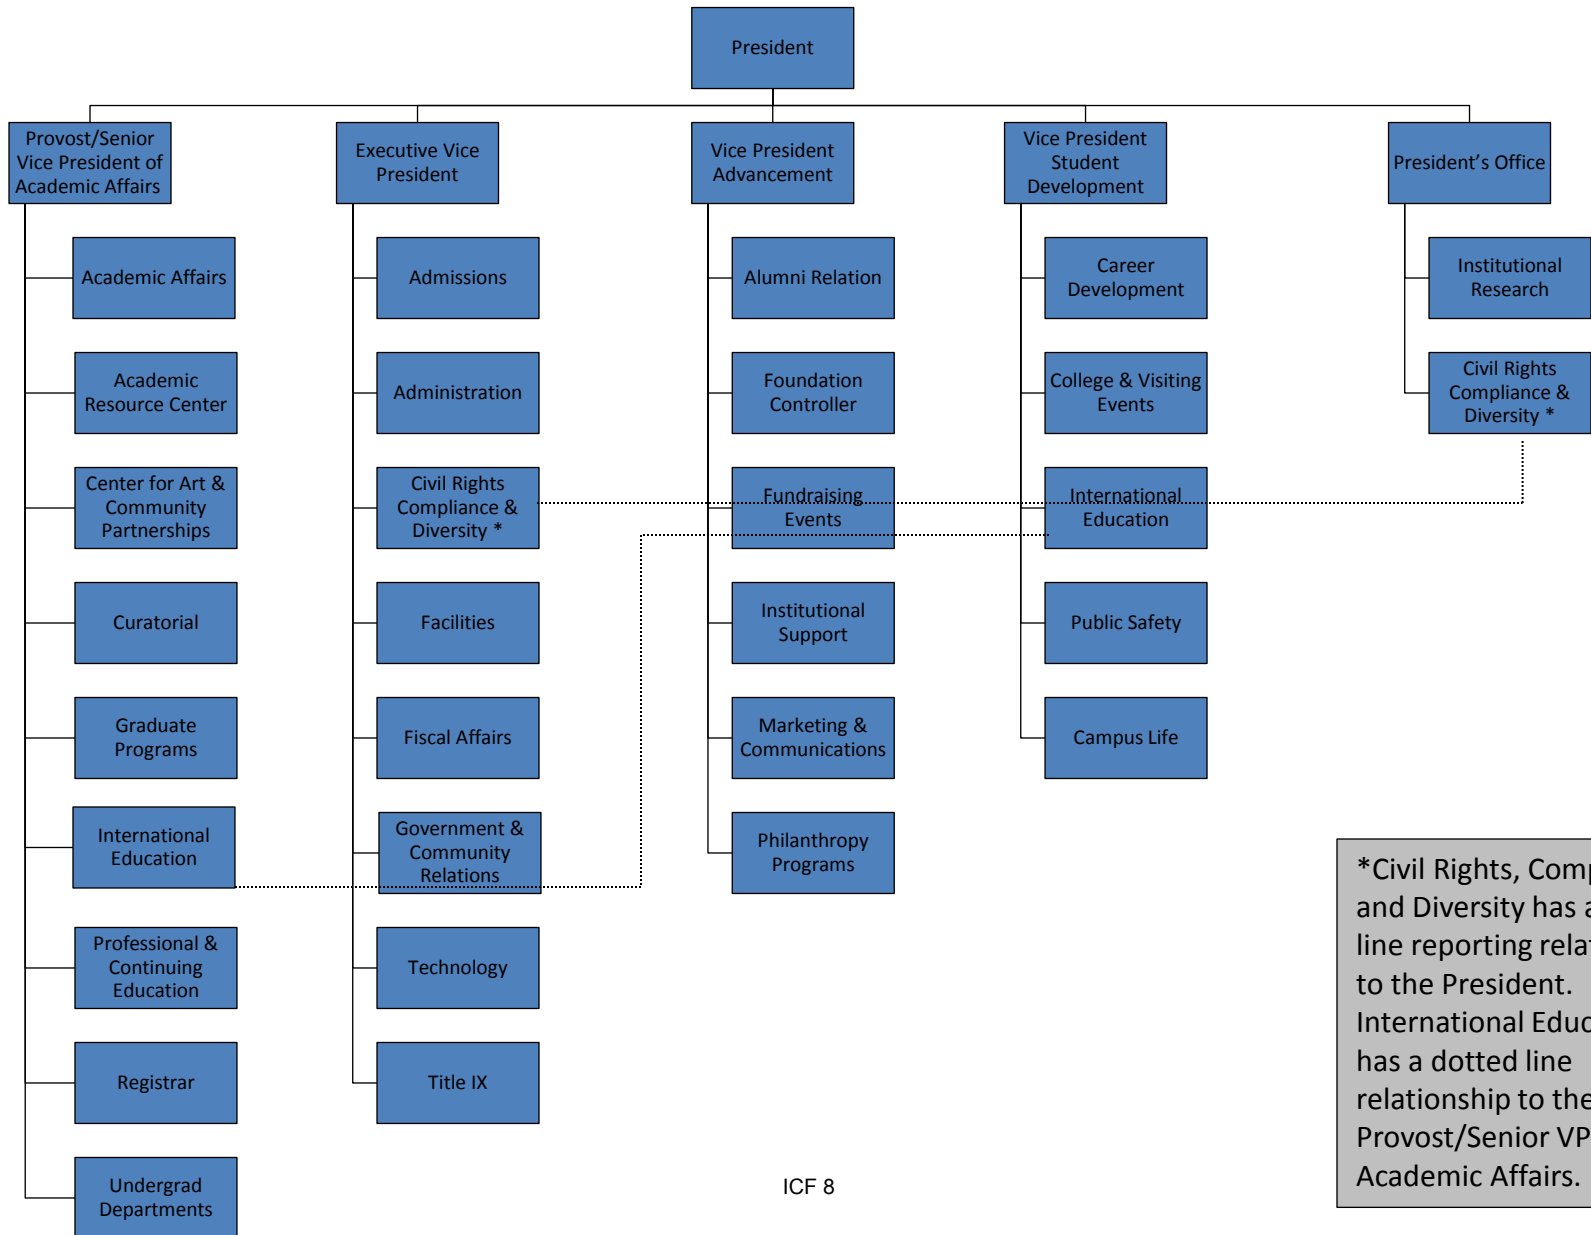 President
Provost/Senior
Vice President of
Academic Affairs
Executive Vice
President
Vice President
Advancement
Vice President
Student
Development
President’s Office
Academic Affairs
Academic
Resource Center
Center for Art &
Community
Partnerships
Curatorial
Graduate
Programs
International
Education
Professional &
Continuing
Education
Registrar
Undergrad
Departments
Admissions
Administration
Civil Rights
Compliance &
Diversity *
Facilities
Fiscal Affairs
Government &
Community
Relations
Technology
Title IX
Alumni Relation
Foundation
Controller
Fundraising
Events
Institutional
Support
Marketing &
Communications
Philanthropy
Programs
Career
Development
College & Visiting
Events
International
Education
Public Safety
Campus Life
Institutional
Research
Civil Rights
Compliance &
Diversity *
*Civil Rights,
and Diversity has
line reporting
to the President.
International
has a dotted line
relationship to the
Provost/Senior VP
Academic Affairs.
ICF 8